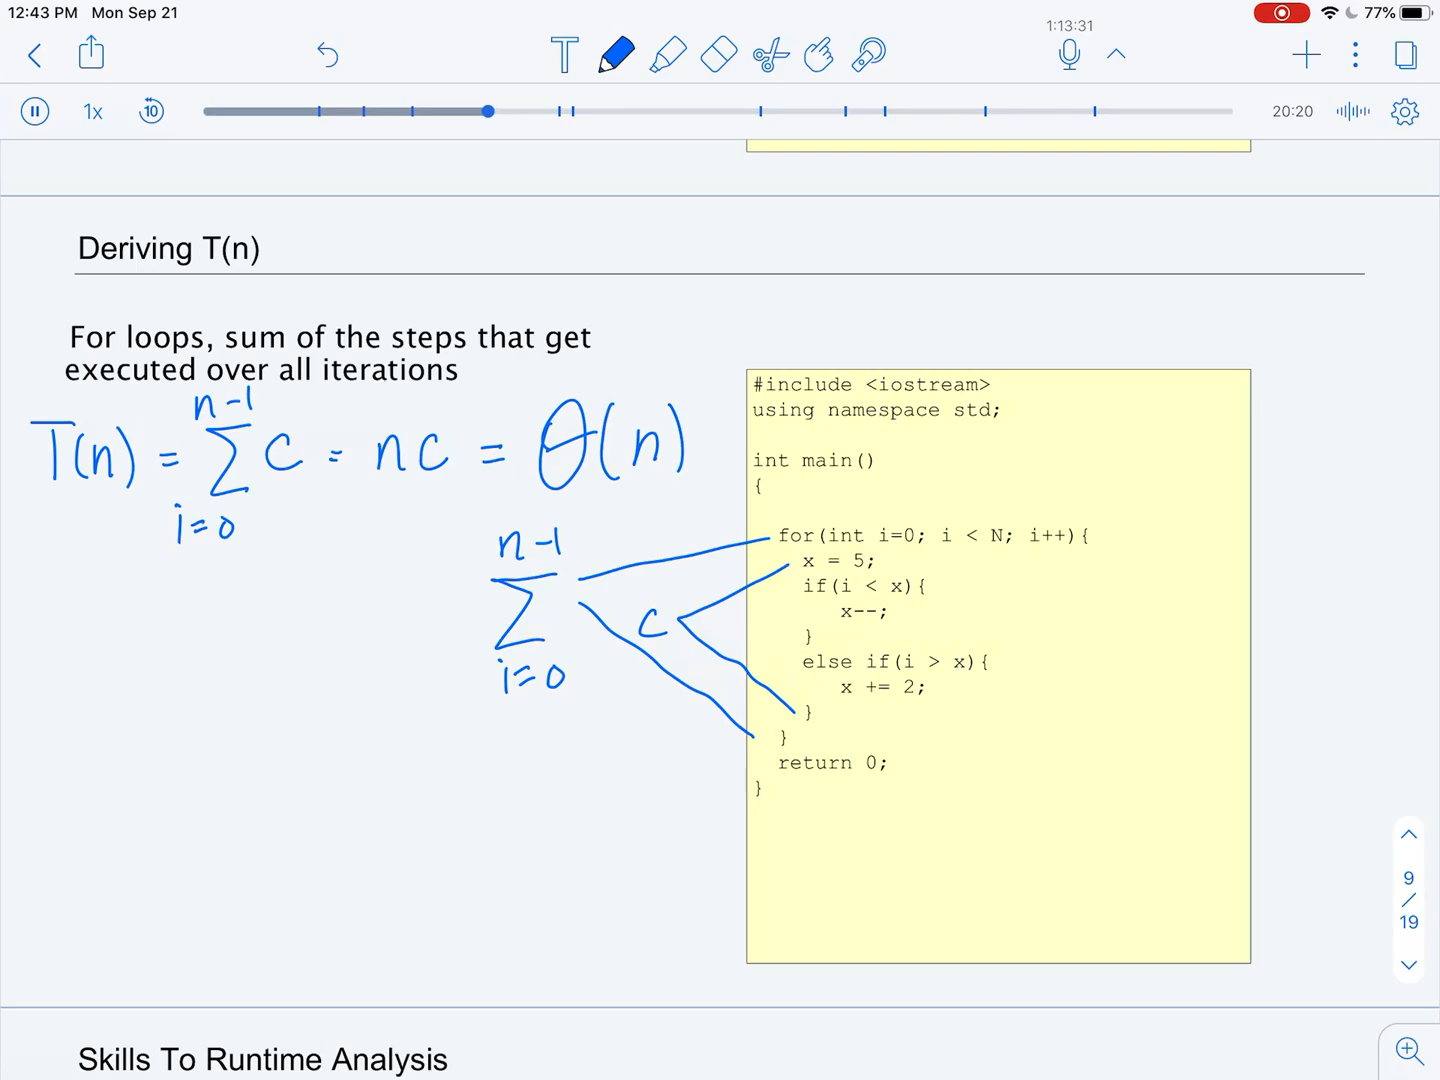 12:43 PM Mon Sep 21
77%
1:13:31
T
1x
10
20:20
Deriving T(n)
For loops, sum of the steps that get
executed over all iterations
T(n) = n-1 ∑ i=0 c = nc = Θ(n)
n-1
∑
i=0
c
#include <iostream>
using namespace std;
int main()
{
for(int i=0; i < N; i++){
x = 5;
if(i < x){
x--;
}
else if(i > x){
x += 2;
}
}
return 0;
}
9
/
19
Skills To Runtime Analysis